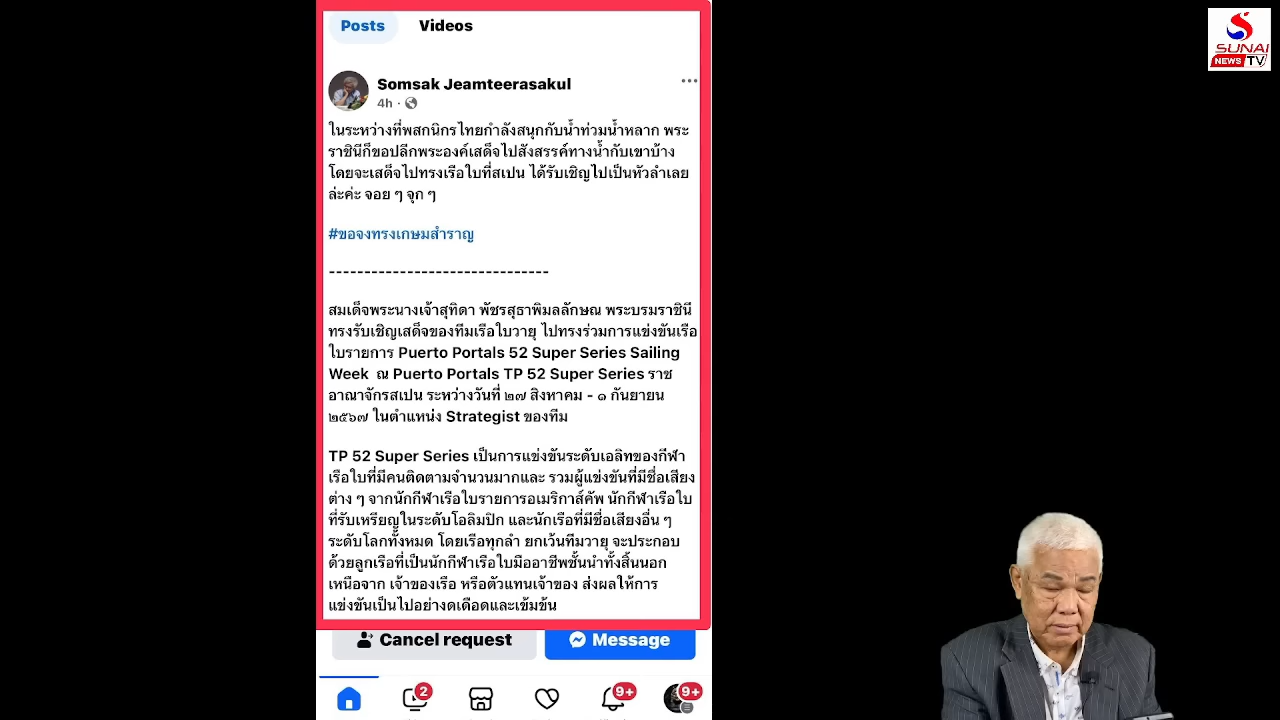 Posts Videos
SUNAI
NEWS TV
Somsak Jeamteerasakul
4h ·
ในระหว่างที่พสกนิกรไทยกำลังสนุกกับน้ำท่วมน้ำหลาก พระ
ราชินีก็ขอปลีกพระองค์เสด็จไปสังสรรค์ทางน้ำกับเขาบ้าง
โดยจะเสด็จไปทรงเรือใบที่สเปน ได้รับเชิญไปเป็นหัวลำเลย
ล่ะค่ะ จอย ๆ จุก ๆ
#ขอจงทรงเกษมสำราญ
-------------------------------
สมเด็จพระนางเจ้าสุทิดา พัชรสุธาพิมลลักษณ พระบรมราชินี
ทรงรับเชิญเสด็จของทีมเรือใบวายุ ไปทรงร่วมการแข่งขันเรือ
ใบรายการ Puerto Portals 52 Super Series Sailing
Week ณ Puerto Portals TP 52 Super Series ราช
อาณาจักรสเปน ระหว่างวันที่ ๒๗ สิงหาคม - ๑ กันยายน
๒๕๖๗ ในตำแหน่ง Strategist ของทีม
TP 52 Super Series เป็นการแข่งขันระดับเอลิทของกีฬา
เรือใบที่มีคนติดตามจำนวนมากและ รวมผู้แข่งขันที่มีชื่อเสียง
ต่าง ๆ จากนักกีฬาเรือใบรายการอเมริกาส์คัพ นักกีฬาเรือใบ
ที่รับเหรียญในระดับโอลิมปิก และนักเรือที่มีชื่อเสียงอื่น ๆ
ระดับโลกทั้งหมด โดยเรือทุกลำ ยกเว้นทีมวายุ จะประกอบ
ด้วยลูกเรือที่เป็นนักกีฬาเรือใบมืออาชีพชั้นนำทั้งสิ้นนอก
เหนือจาก เจ้าของเรือ หรือตัวแทนเจ้าของ ส่งผลให้การ
แข่งขันเป็นไปอย่างดเดือดและเข้มข้น
Cancel request Message
2 9+ 9+